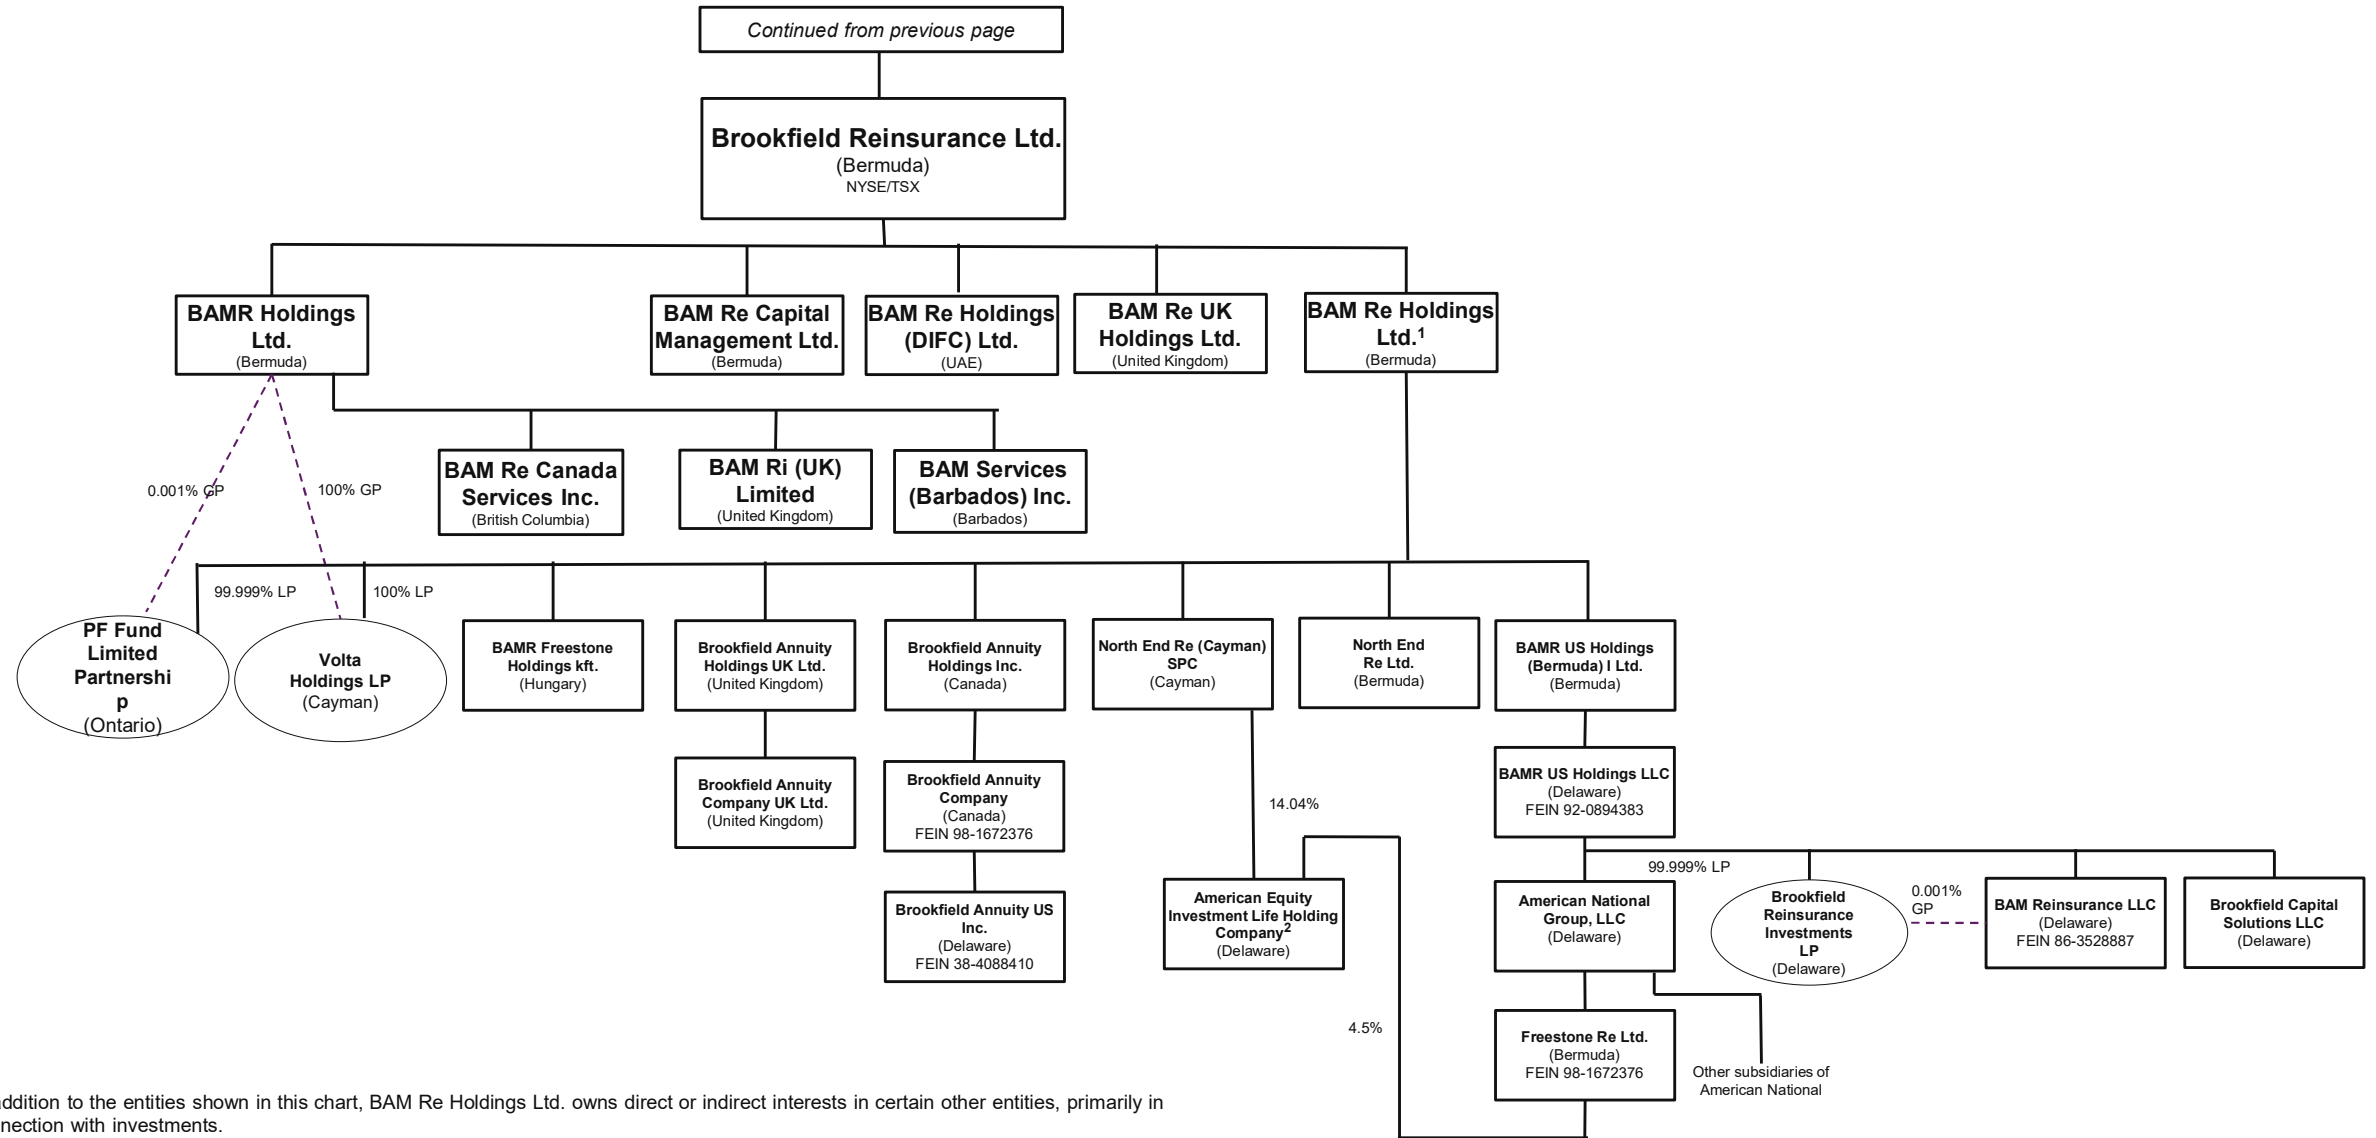 Continued from previous page
Brookfield Reinsurance Ltd.
(Bermuda)
NYSE/TSX
BAMR Holdings
Ltd.
(Bermuda)
BAM Re Capital
Management Ltd.
(Bermuda)
BAM Re Holdings
(DIFC) Ltd.
(UAE)
BAM Re UK
Holdings Ltd.
(United Kingdom)
BAM Re Holdings
Ltd.¹
(Bermuda)
0.001% GP
100% GP
BAM Re Canada
Services Inc.
(British Columbia)
BAM Ri (UK)
Limited
(United Kingdom)
BAM Services
(Barbados) Inc.
(Barbados)
99.999% LP
100% LP
PF Fund
Limited
Partnershi
p
(Ontario)
Volta
Holdings LP
(Cayman)
BAMR Freestone
Holdings kft.
(Hungary)
Brookfield Annuity
Holdings UK Ltd.
(United Kingdom)
Brookfield Annuity
Holdings Inc.
(Canada)
North End Re (Cayman)
SPC
(Cayman)
North End
Re Ltd.
(Bermuda)
BAMR US Holdings
(Bermuda) I Ltd.
(Bermuda)
Brookfield Annuity
Company UK Ltd.
(United Kingdom)
Brookfield Annuity
Company
(Canada)
FEIN 98-1672376
14.04%
BAMR US Holdings LLC
(Delaware)
FEIN 92-0894383
Brookfield Annuity US
Inc.
(Delaware)
FEIN 38-4088410
American Equity
Investment Life Holding
Company²
(Delaware)
American National
Group, LLC
(Delaware)
99.999% LP
Brookfield
Reinsurance
Investments
LP
(Delaware)
0.001%
GP
BAM Reinsurance LLC
(Delaware)
FEIN 86-3528887
Brookfield Capital
Solutions LLC
(Delaware)
4.5%
Freestone Re Ltd.
(Bermuda)
FEIN 98-1672376
Other subsidiaries of
American National
addition to the entities shown in this chart, BAM Re Holdings Ltd. owns direct or indirect interests in certain other entities, primarily in
nection with investments.